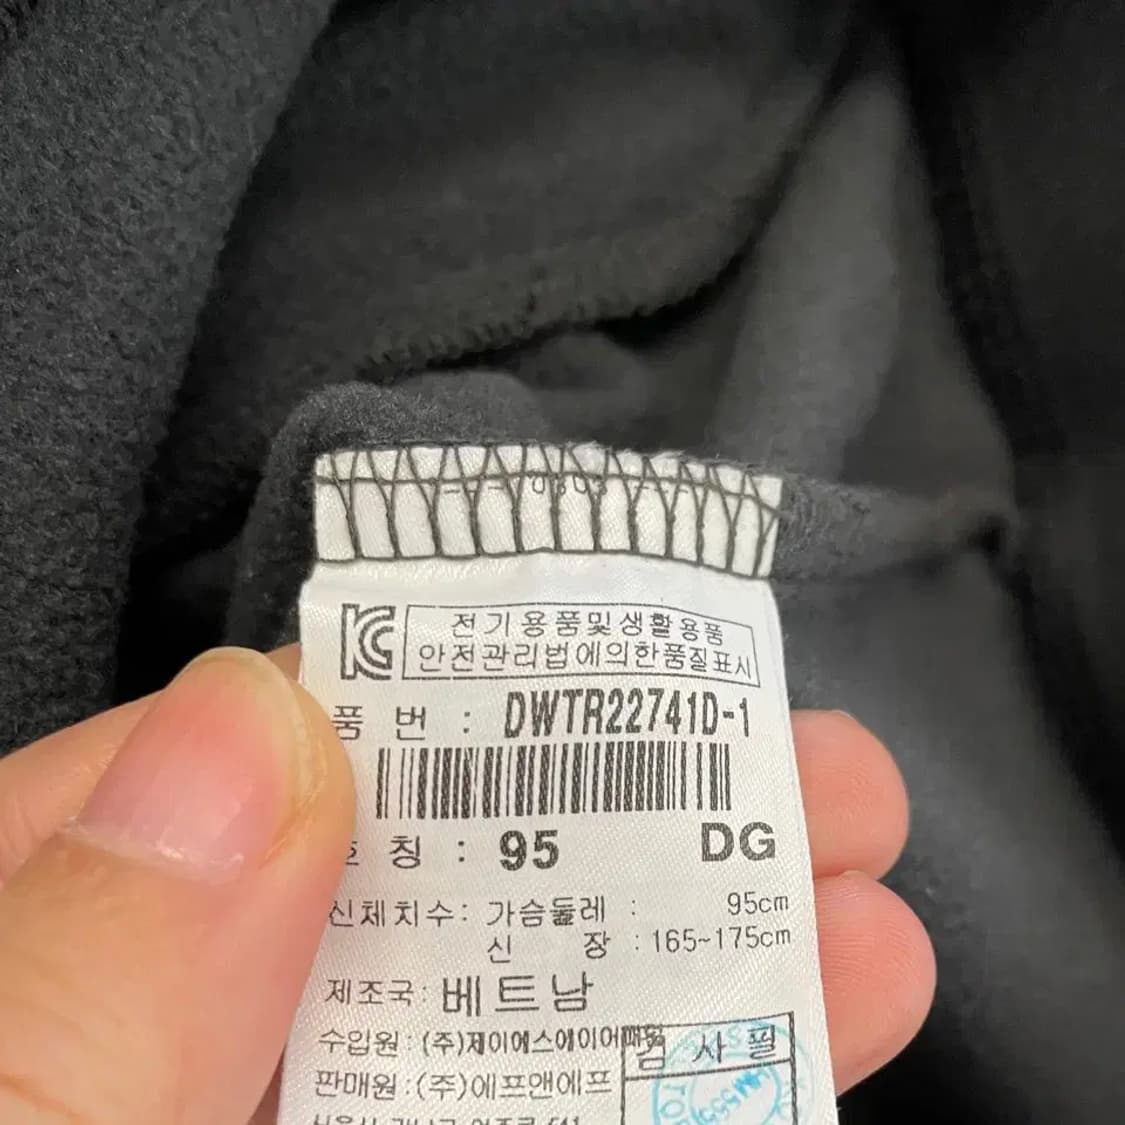 KC
전기용품및생활용품
안전관리법에의한품질표시
품 번 : DWTR22741D-1
호 칭 : 95 DG
신체치수: 가슴둘레 : 95cm
신 장 : 165~175cm
제조국: 베트남
수입원 : (주)제이에스에이어패럴
검 사 필
판매원 : (주)에프앤에프